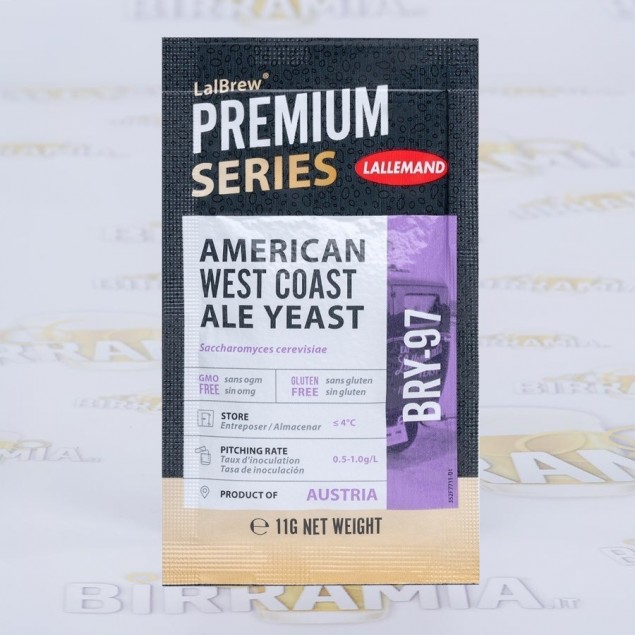 LalBrew®
PREMIUM
SERIES
LALLEMAND
AMERICAN
WEST COAST
ALE YEAST
Saccharomyces cerevisiae
GMO FREE sans ogm sin omg
GLUTEN FREE sans gluten sin gluten
STORE
Entreposer / Almacenar
≤ 4°C
PITCHING RATE
Taux d'inoculation
Tasa de inoculación
0.5-1.0g/L
PRODUCT OF AUSTRIA
BRY-97
℮ 11G NET WEIGHT
BIRRAMIA.IT